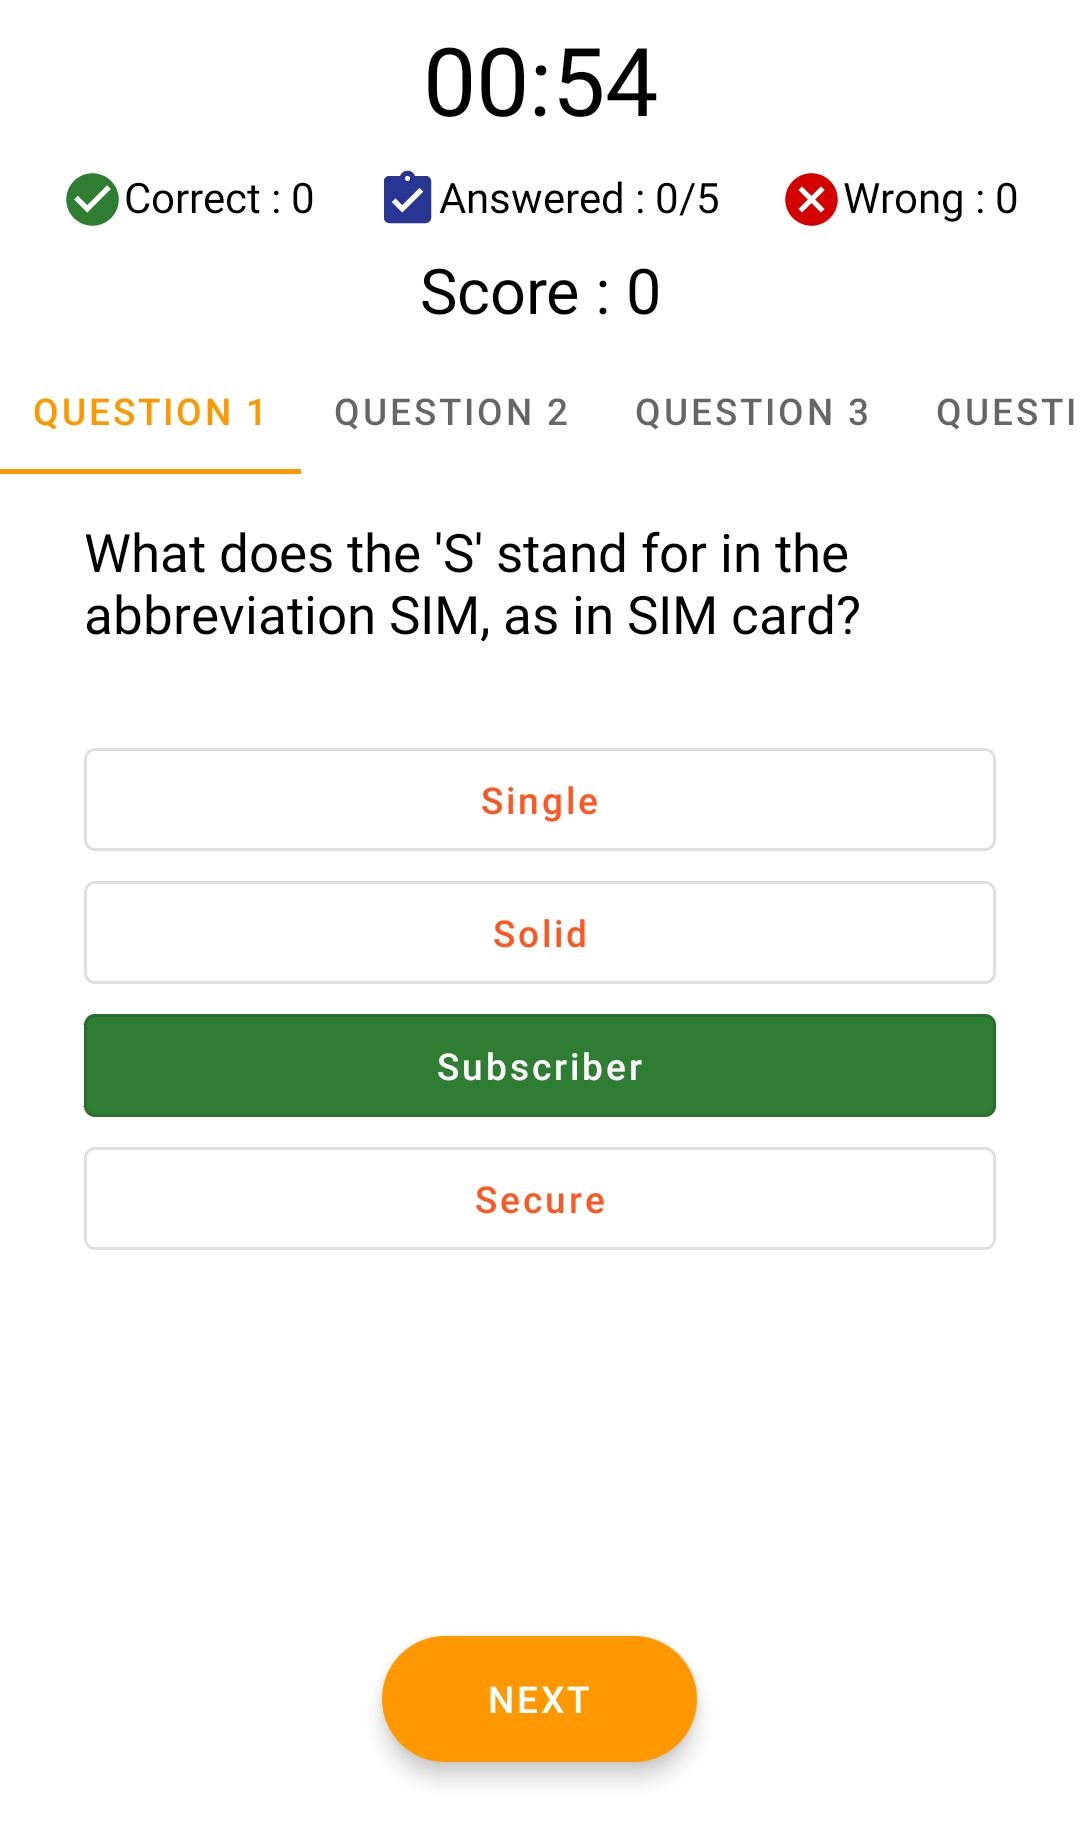 00:54
Correct : 0 Answered : 0/5 Wrong : 0
Score : 0
QUESTION 1 QUESTION 2 QUESTION 3 QUESTI
What does the 'S' stand for in the
abbreviation SIM, as in SIM card?
Single
Solid
Subscriber
Secure
NEXT